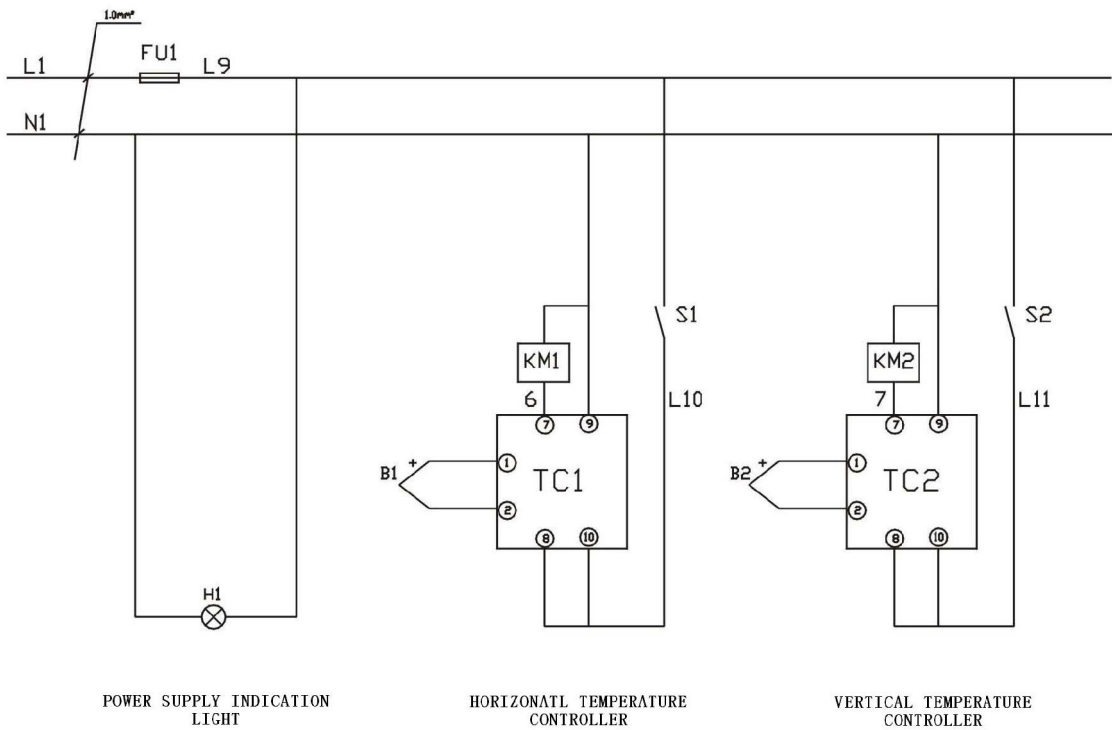 1.0mm²
FU1
L1
L9
N1
S1
S2
KM1
KM2
6
L10
7
L11
7
9
7
9
B1
+
1
TC1
B2
+
1
TC2
2
2
8
10
8
10
H1
POWER SUPPLY INDICATION
LIGHT
HORIZONATL TEMPERATURE
CONTROLLER
VERTICAL TEMPERATURE
CONTROLLER